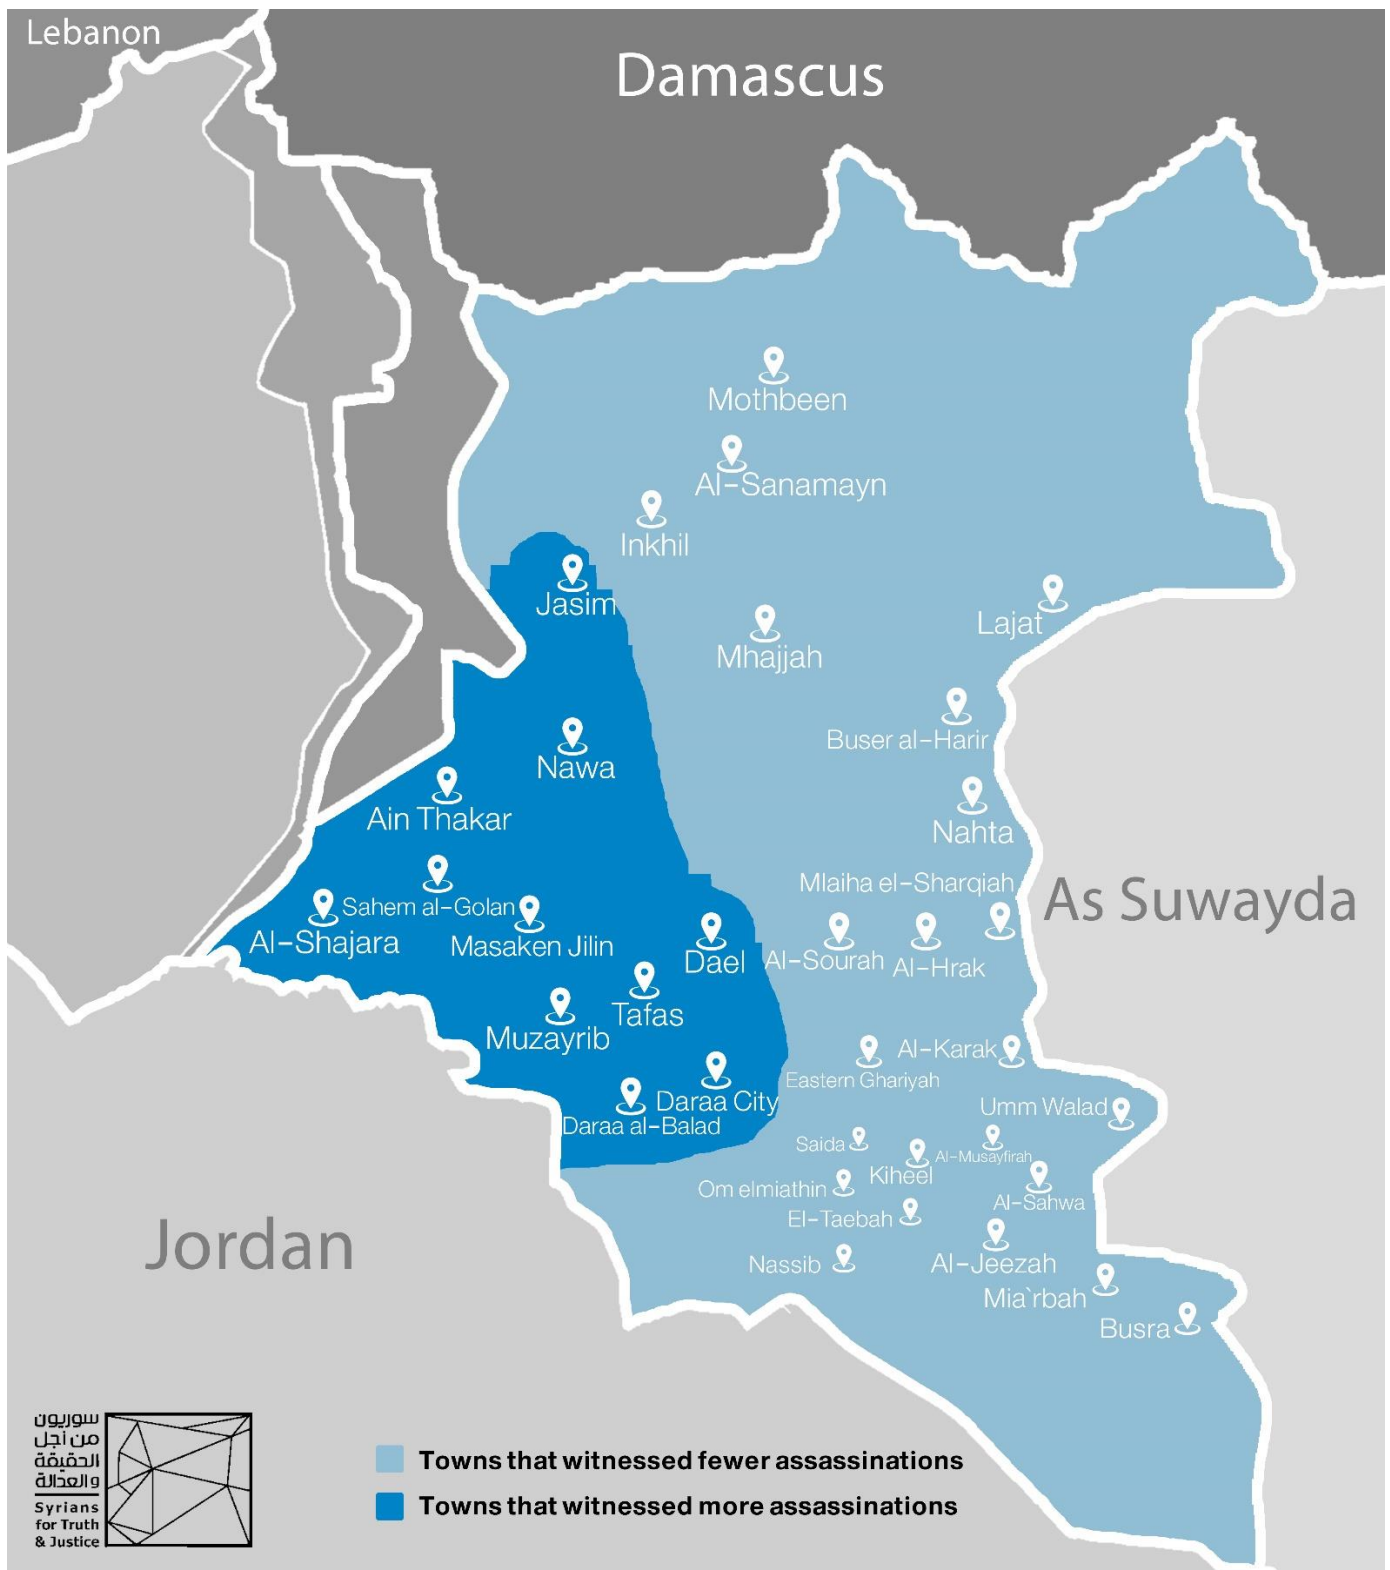 Lebanon
Damascus
Mothbeen
Al-Sanamayn
Inkhil
Jasim
Lajat
Mhajjah
Buser al-Harir
Nawa
Ain Thakar
Nahta
Mlaiha el-Sharqiah
As Suwayda
Sahem al-Golan
Al-Shajara
Masaken Jilin
Dael
Al-Sourah
Al-Hrak
Tafas
Muzayrib
Al-Karak
Eastern Ghariyah
Daraa City
Umm Walad
Daraa al-Balad
Saida
Al-Musayfirah
Kiheel
Om elmiathin
Al-Sahwa
El-Taebah
Jordan
Nassib
Al-Jeezah
Mia`rbah
Busra
سوريون
من أجل
الحقيقة
والعدالة
Syrians
for Truth
& Justice
Towns that witnessed fewer assassinations
Towns that witnessed more assassinations